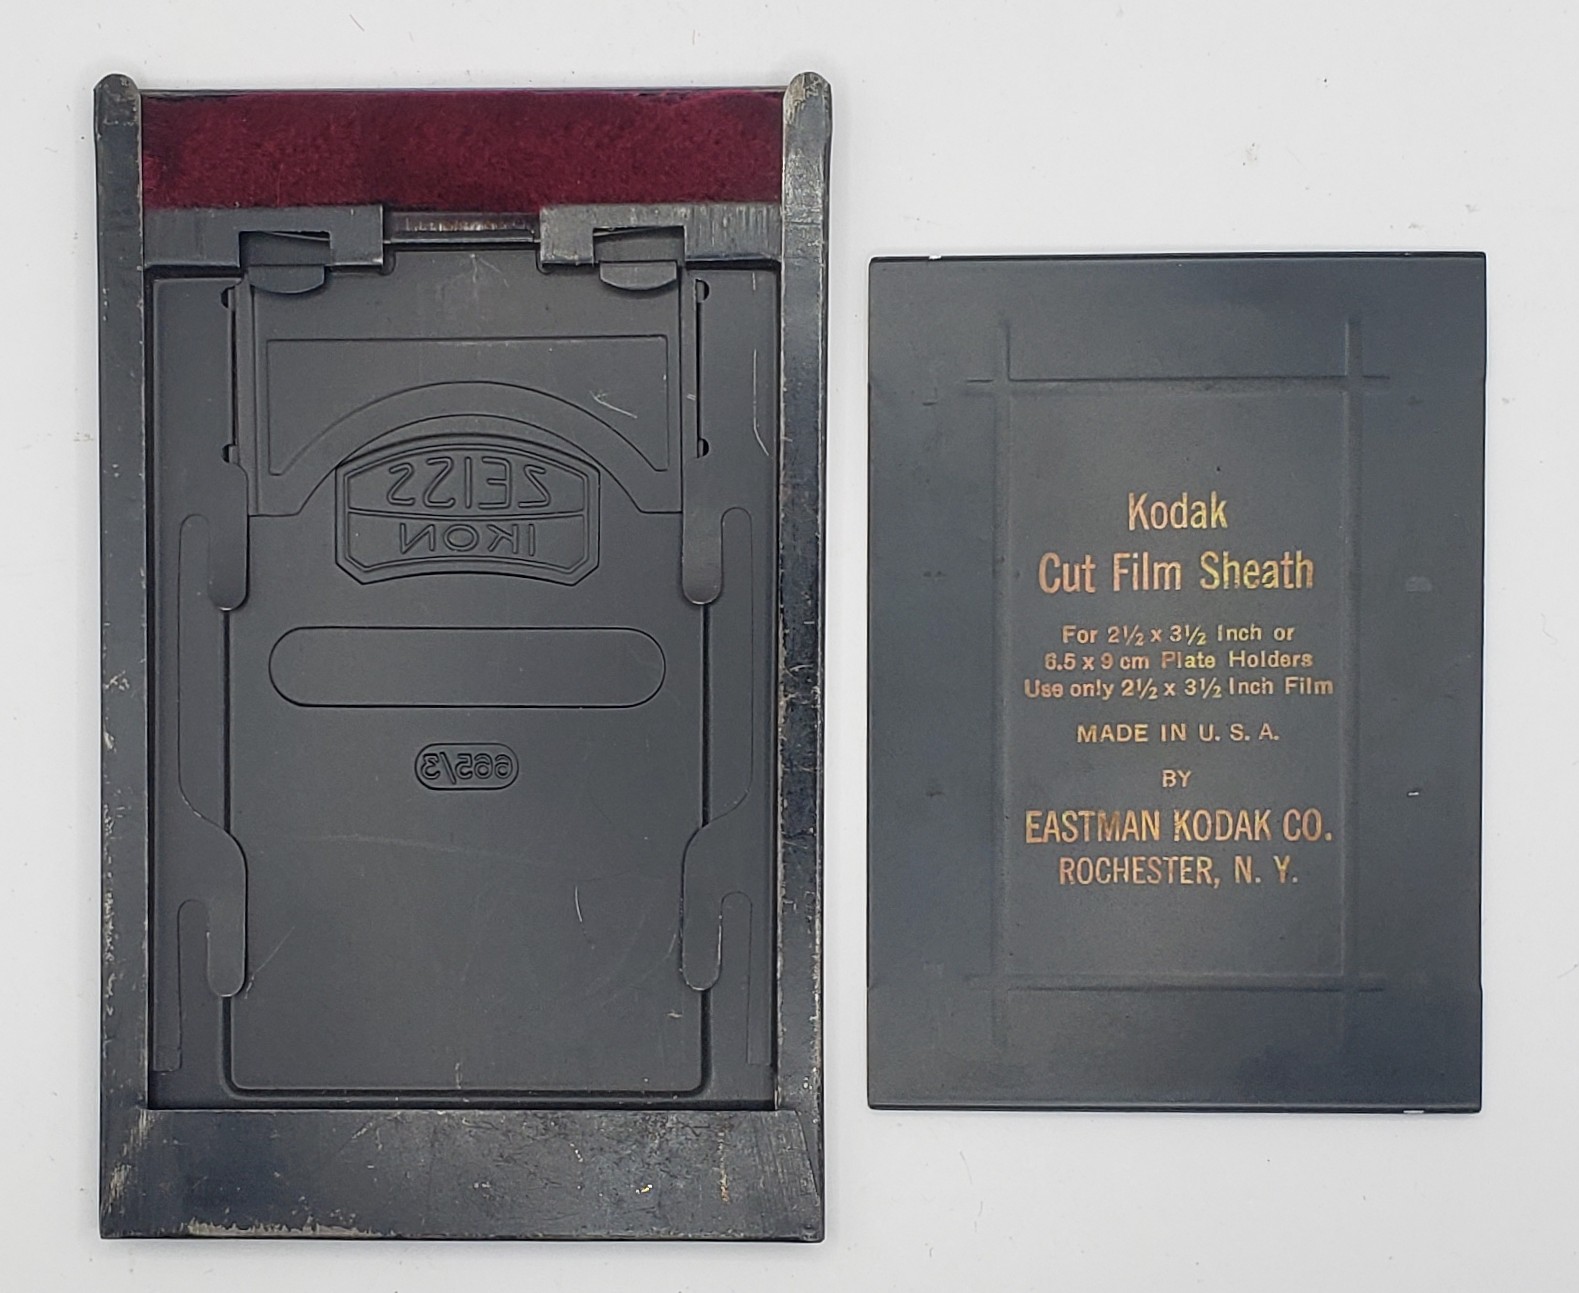 ZEISS
IKON
665/3
Kodak
Cut Film Sheath
For 2½ x 3½ Inch or
6.5 x 9 cm Plate Holders
Use only 2½ x 3½ Inch Film
MADE IN U. S. A.
BY
EASTMAN KODAK CO.
ROCHESTER, N. Y.